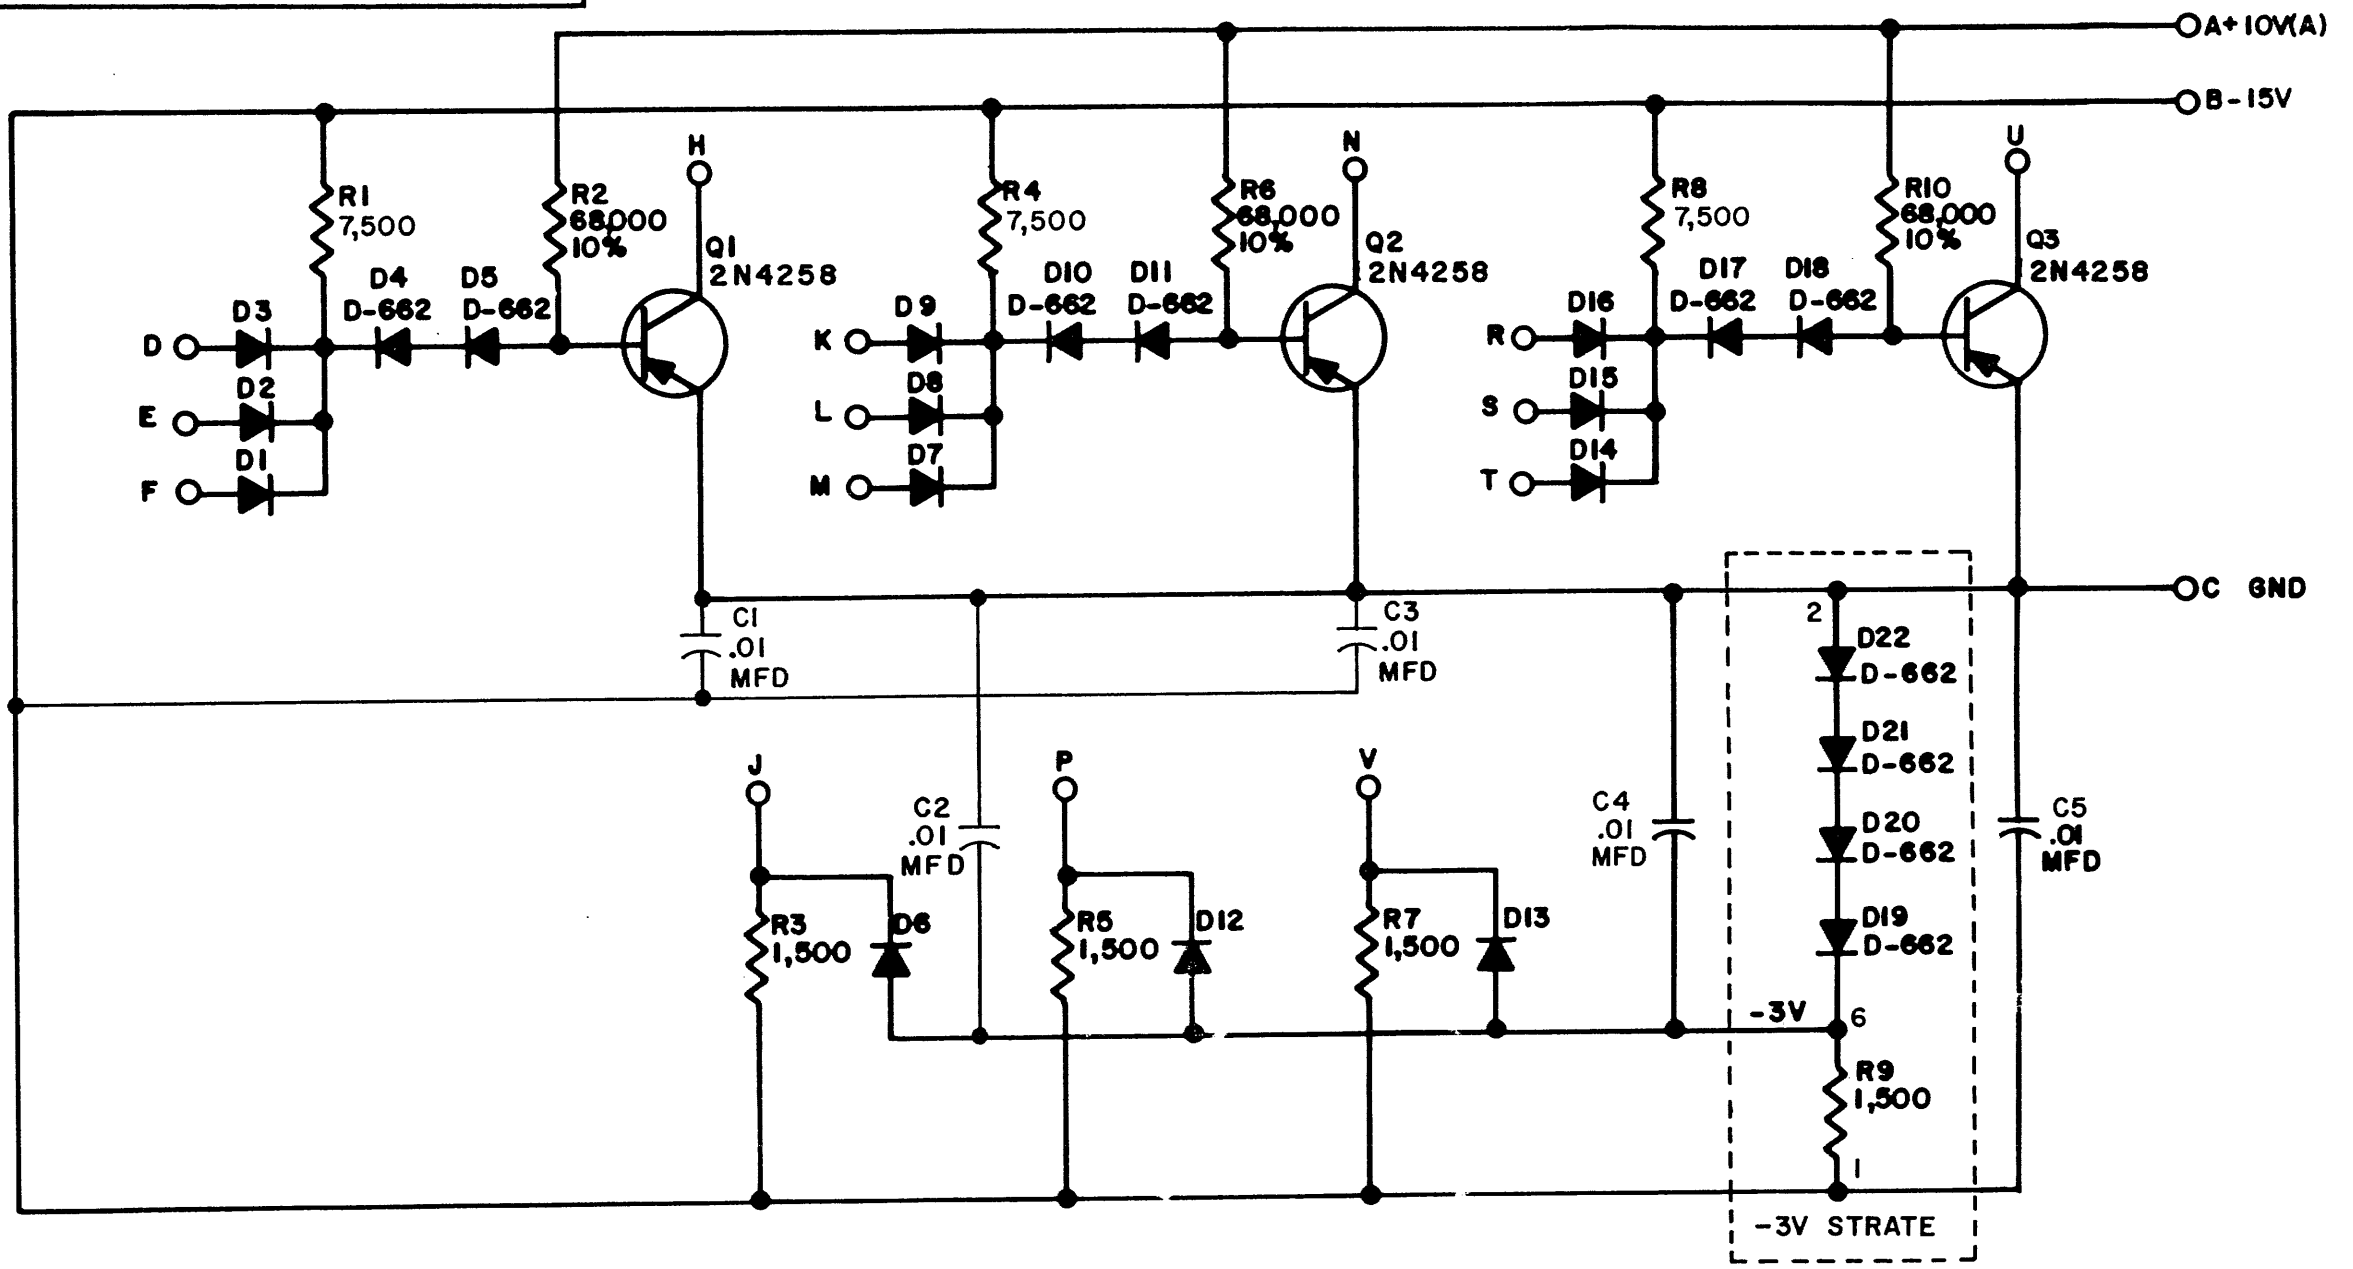 A+10V(A)
B-15V
H
N
U
R1
7,500
R2
68,000
10%
Q1
2N4258
R4
7,500
R6
68,000
10%
Q2
2N4258
R8
7,500
R10
68,000
10%
Q3
2N4258
D3
D4
D-662
D5
D-662
D9
D10
D-662
D11
D-662
D16
D17
D-662
D18
D-662
D
K
R
D2
D8
D15
E
L
S
D1
D7
D14
F
M
T
C GND
C1
.01
MFD
C3
.01
MFD
2
D22
D-662
D21
D-662
J
P
V
C2
.01
MFD
C4
.01
MFD
D20
D-662
C5
.01
MFD
R3
1,500
D6
R5
1,500
D12
R7
1,500
D13
D19
D-662
-3V
6
R9
1,500
1
-3V STRATE